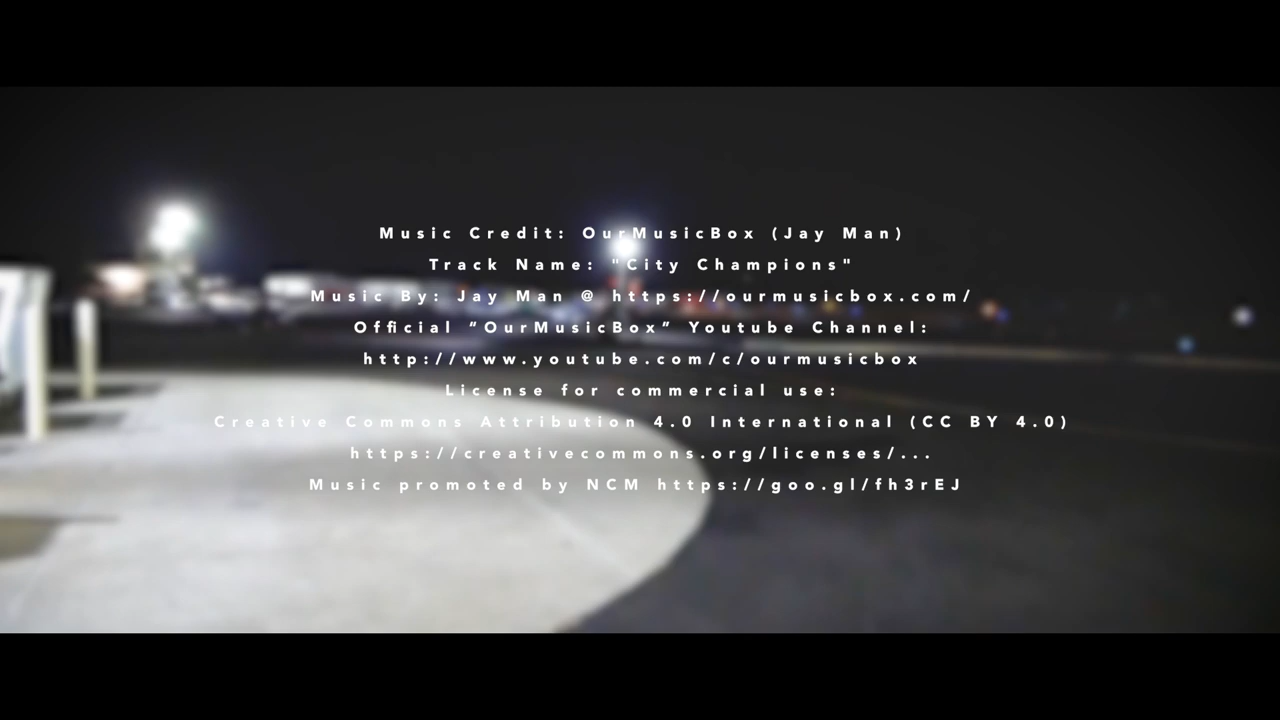 Music Credit: OurMusicBox (Jay Man)
Track Name: "City Champions"
Music By: Jay Man @ https://ourmusicbox.com/
Official “OurMusicBox” Youtube Channel:
http://www.youtube.com/c/ourmusicbox
License for commercial use:
Creative Commons Attribution 4.0 International (CC BY 4.0)
https://creativecommons.org/licenses/...
Music promoted by NCM https://goo.gl/fh3rEJ